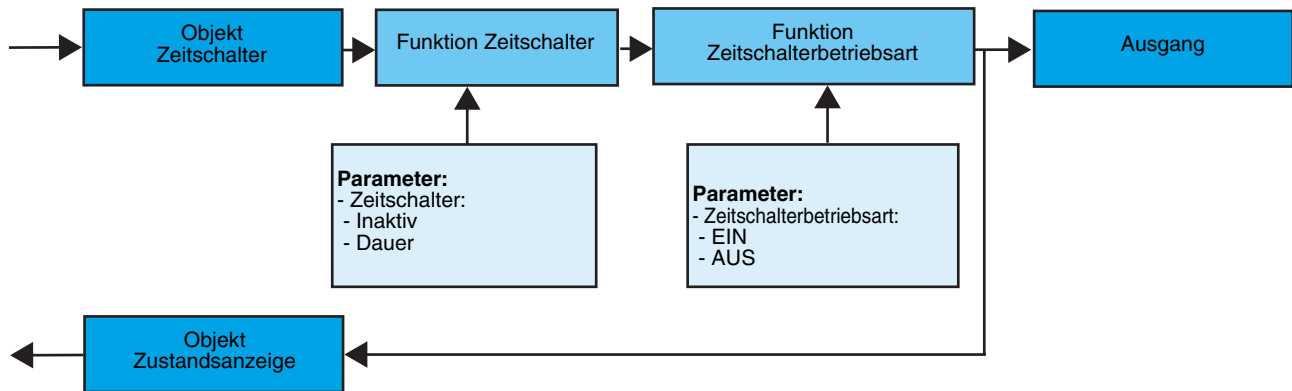 Objekt
Zeitschalter
Funktion Zeitschalter
Funktion
Zeitschalterbetriebsart
Ausgang
Parameter:
- Zeitschalter:
- Inaktiv
- Dauer
Parameter:
- Zeitschalterbetriebsart:
- EIN
- AUS
Objekt
Zustandsanzeige